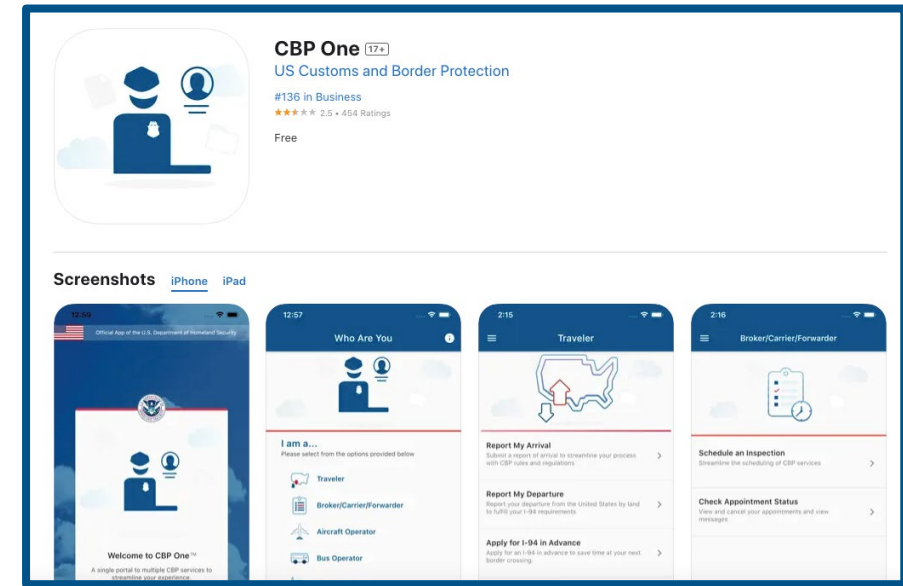 CBP One 17+
US Customs and Border Protection
#136 in Business
2.5 • 454 Ratings
Free
Screenshots iPhone iPad
12:59
Official App of the U.S. Department of Homeland Security
Welcome to CBP One™
A single portal to multiple CBP services to
streamline your experience.
12:57
Who Are You
I am a...
Please select from the options provided below
Traveler
Broker/Carrier/Forwarder
Aircraft Operator
Bus Operator
2:15
Traveler
Report My Arrival
Submit a report of arrival to streamline your process
with CBP rules and regulations
Report My Departure
Report your departure from the United States by land
to fulfill your I-94 requirements
Apply for I-94 in Advance
Apply for an I-94 in advance to save time at your next
border crossing.
2:16
Broker/Carrier/Forwarder
Schedule an Inspection
Streamline the scheduling of CBP services
Check Appointment Status
View and cancel your appointments and view
messages